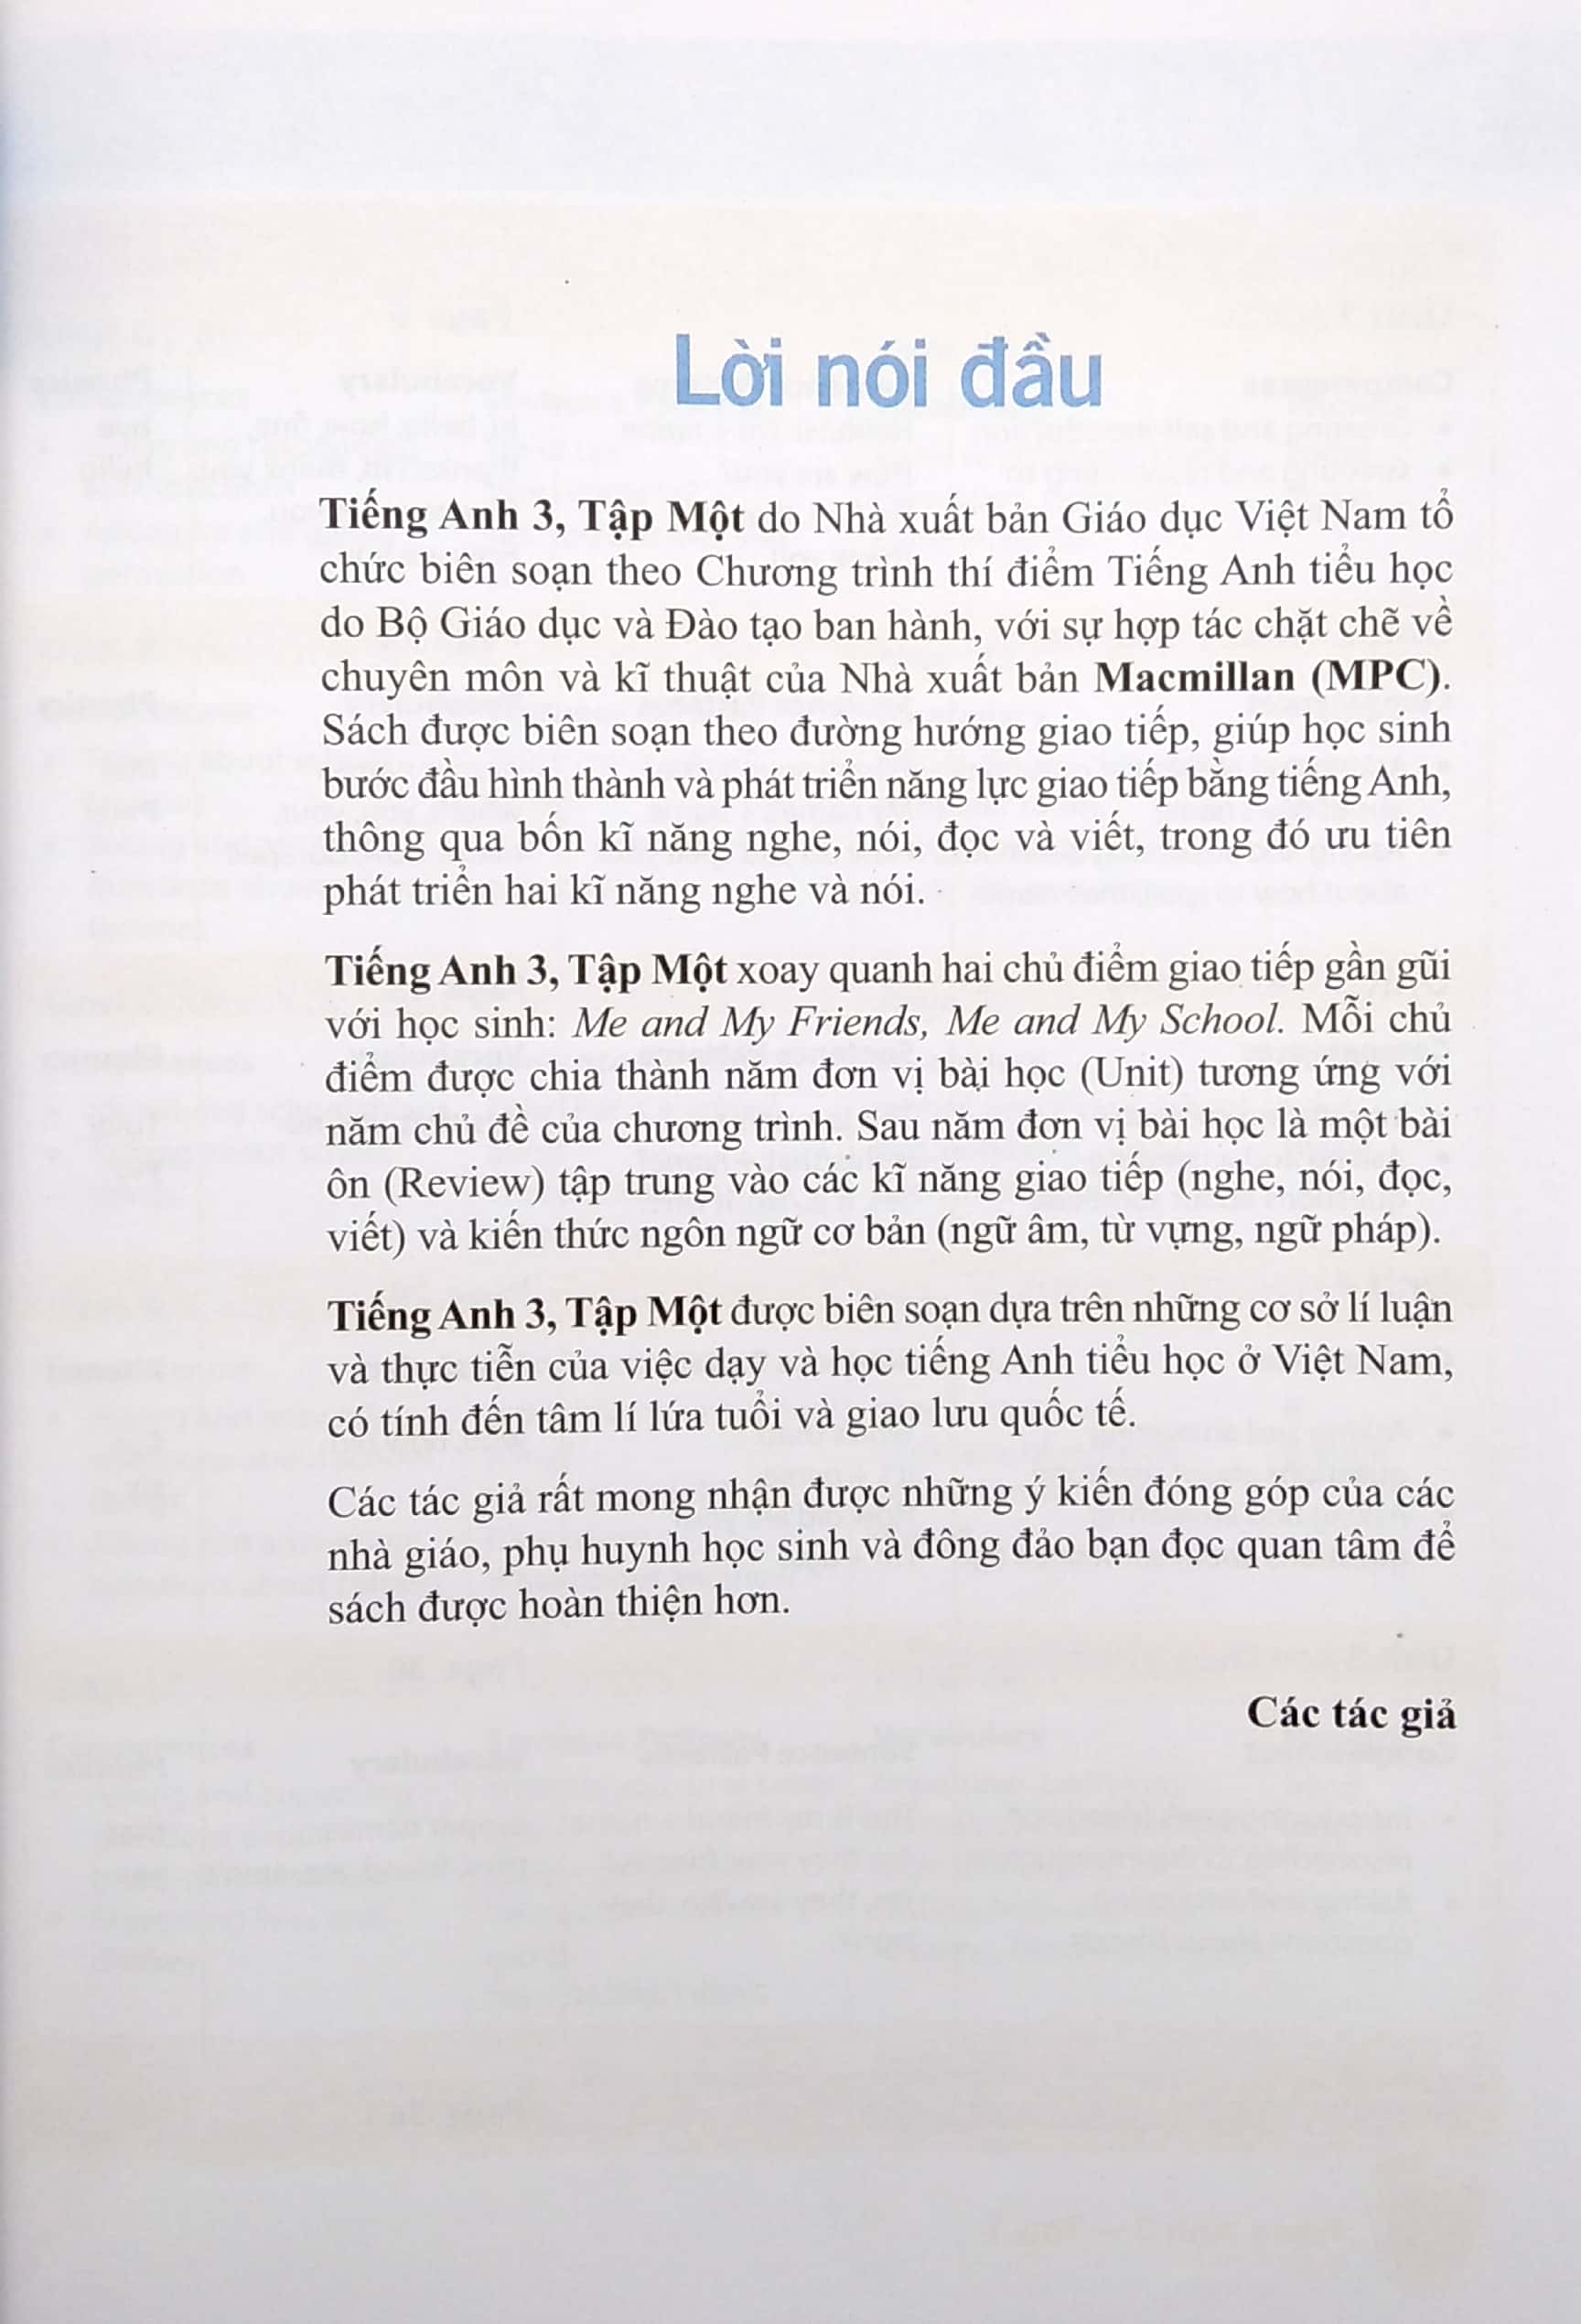 Lời nói đầu
Tiếng Anh 3, Tập Một do Nhà xuất bản Giáo dục Việt Nam tổ
chức biên soạn theo Chương trình thí điểm Tiếng Anh tiểu học
do Bộ Giáo dục và Đào tạo ban hành, với sự hợp tác chặt chẽ về
chuyên môn và kĩ thuật của Nhà xuất bản Macmillan (MPC).
Sách được biên soạn theo đường hướng giao tiếp, giúp học sinh
bước đầu hình thành và phát triển năng lực giao tiếp bằng tiếng Anh,
thông qua bốn kĩ năng nghe, nói, đọc và viết, trong đó ưu tiên
phát triển hai kĩ năng nghe và nói.
Tiếng Anh 3, Tập Một xoay quanh hai chủ điểm giao tiếp gần gũi
với học sinh: Me and My Friends, Me and My School. Mỗi chủ
điểm được chia thành năm đơn vị bài học (Unit) tương ứng với
năm chủ đề của chương trình. Sau năm đơn vị bài học là một bài
ôn (Review) tập trung vào các kĩ năng giao tiếp (nghe, nói, đọc,
viết) và kiến thức ngôn ngữ cơ bản (ngữ âm, từ vựng, ngữ pháp).
Tiếng Anh 3, Tập Một được biên soạn dựa trên những cơ sở lí luận
và thực tiễn của việc dạy và học tiếng Anh tiểu học ở Việt Nam,
có tính đến tâm lí lứa tuổi và giao lưu quốc tế.
Các tác giả rất mong nhận được những ý kiến đóng góp của các
nhà giáo, phụ huynh học sinh và đông đảo bạn đọc quan tâm để
sách được hoàn thiện hơn.
Các tác giả